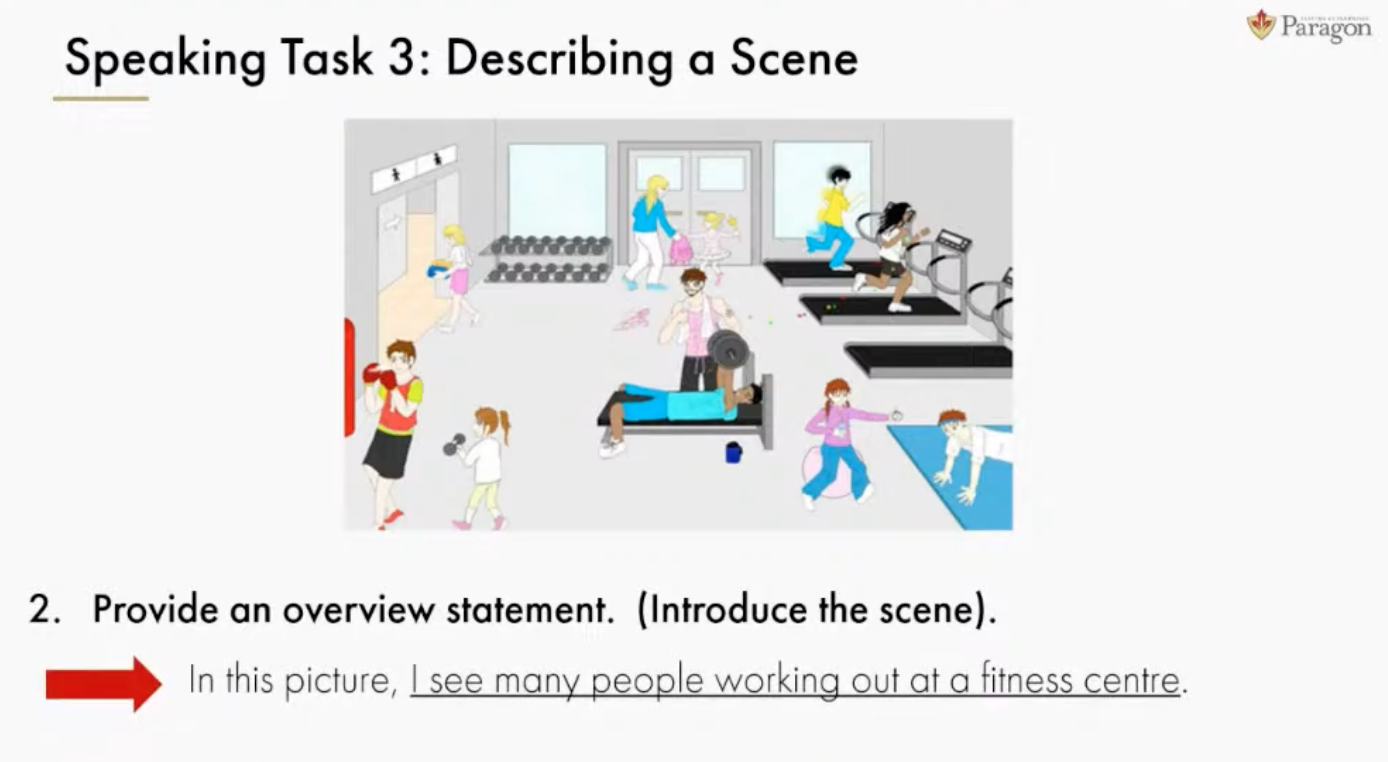 Paragon
Speaking Task 3: Describing a Scene
2. Provide an overview statement. (Introduce the scene).
In this picture, I see many people working out at a fitness centre.